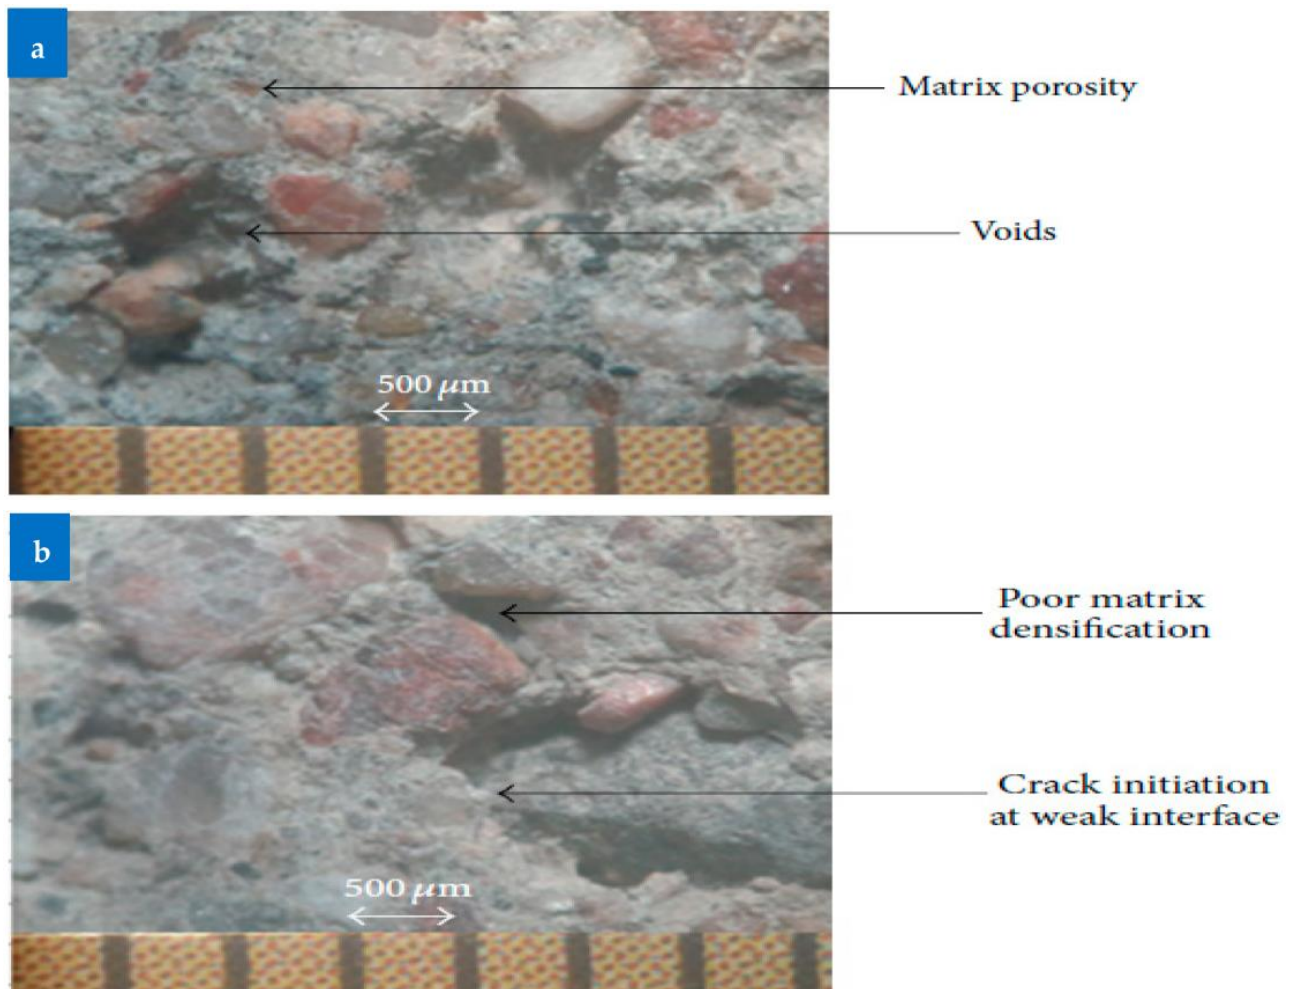 a
Matrix porosity
Voids
500 μm
b
Poor matrix
densification
Crack initiation
at weak interface
500 μm